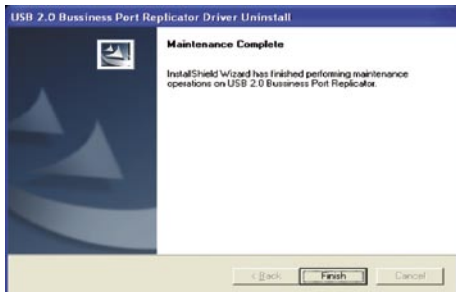 USB 2.0 Bussiness Port Replicator Driver Uninstall
Maintenance Complete
InstallShield Wizard has finished performing maintenance
operations on USB 2.0 Bussiness Port Replicator.
< Back
Finish
Cancel